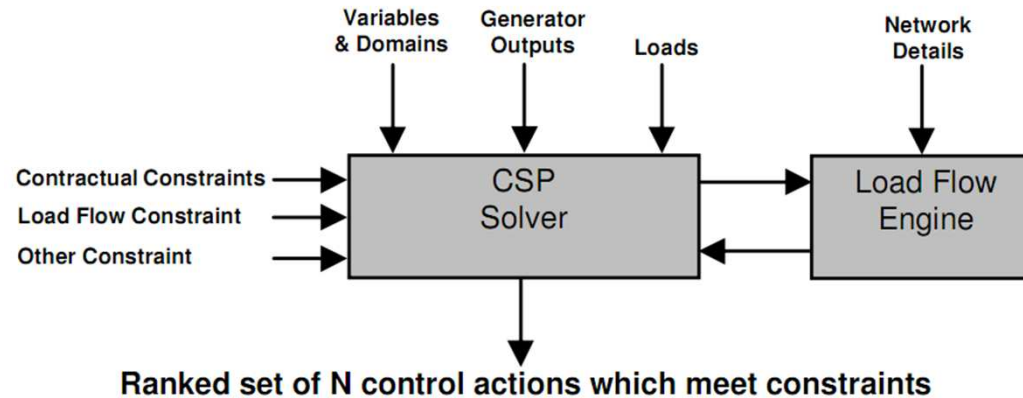 Variables
& Domains
Generator
Outputs
Loads
Network
Details
Contractual Constraints
Load Flow Constraint
Other Constraint
CSP
Solver
Load Flow
Engine
Ranked set of N control actions which meet constraints